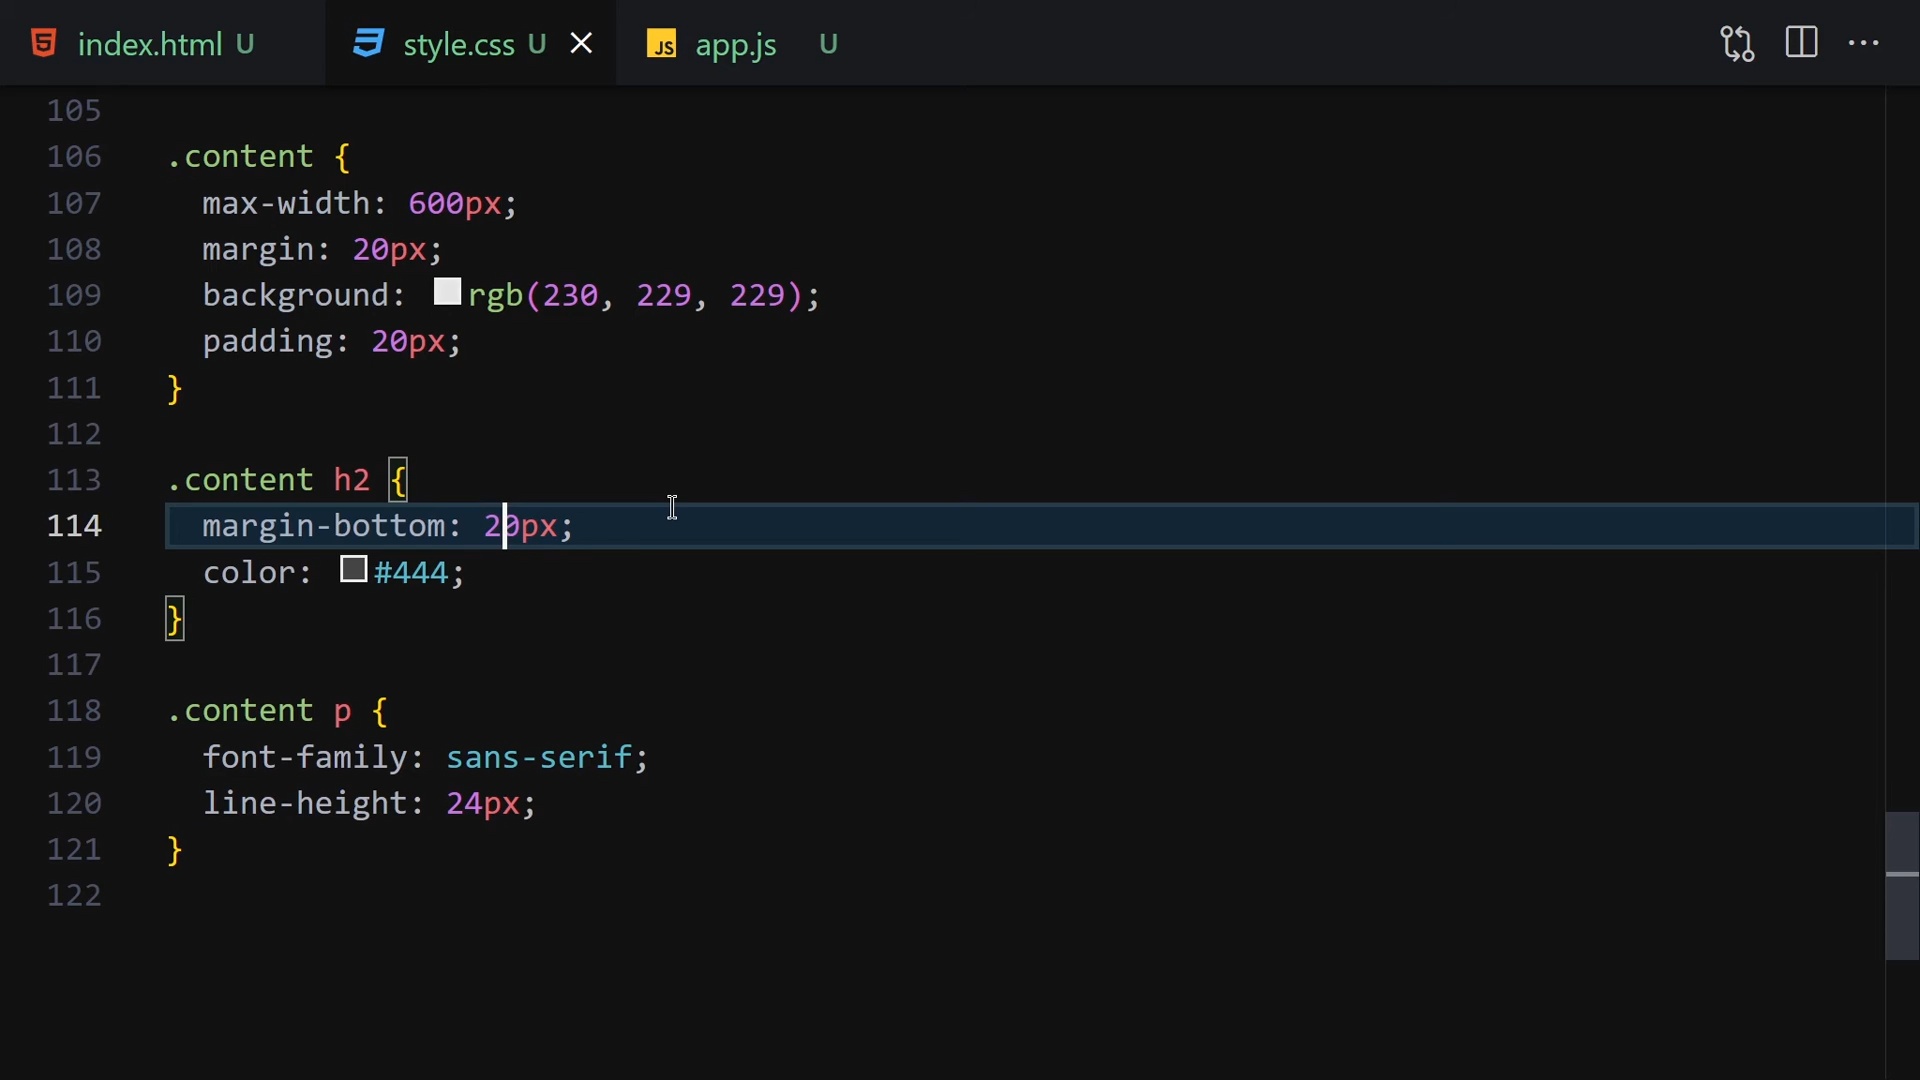 index.html U style.css U app.js U
105
106 .content {
107 max-width: 600px;
108 margin: 20px;
109 background: rgb(230, 229, 229);
110 padding: 20px;
111 }
112
113 .content h2 {
114 margin-bottom: 20px;
115 color: #444;
116 }
117
118 .content p {
119 font-family: sans-serif;
120 line-height: 24px;
121 }
122